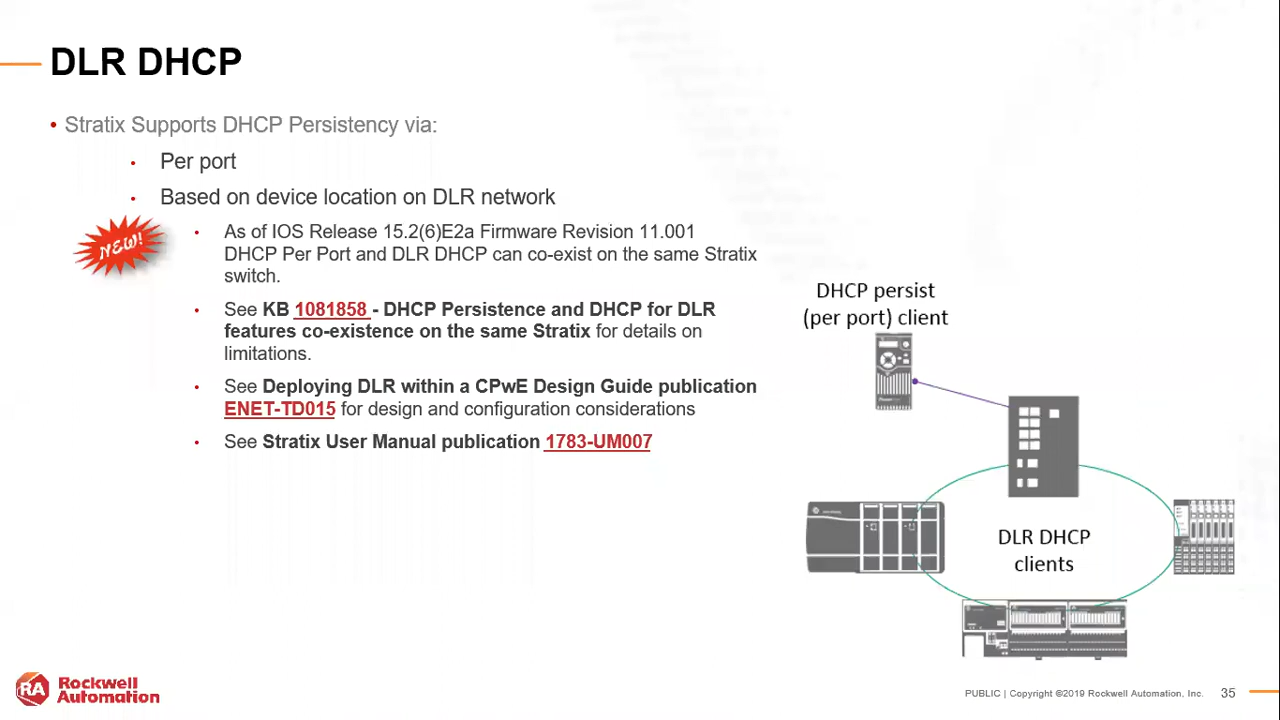 DLR DHCP
• Stratix Supports DHCP Persistency via:
• Per port
• Based on device location on DLR network
NEW!
• As of IOS Release 15.2(6)E2a Firmware Revision 11.001
DHCP Per Port and DLR DHCP can co-exist on the same Stratix
switch.
• See KB 1081858 - DHCP Persistence and DHCP for DLR
features co-existence on the same Stratix for details on
limitations.
• See Deploying DLR within a CPwE Design Guide publication
ENET-TD015 for design and configuration considerations
• See Stratix User Manual publication 1783-UM007
DHCP persist
(per port) client
DLR DHCP
clients
RA
Rockwell
Automation
PUBLIC | Copyright ©2019 Rockwell Automation, Inc. 35